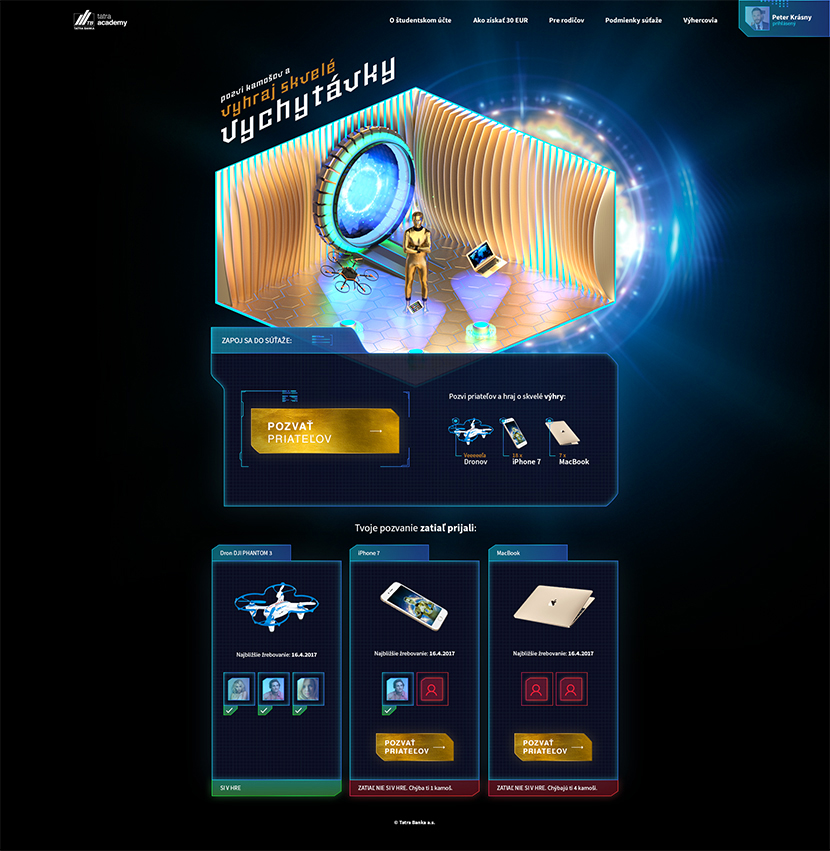 TATRA BANKA
tatra
academy
O študentskom účte
Ako získať 30 EUR
Pre rodičov
Podmienky súťaže
Výhercovia
Peter Krásny
prihlásený
pozvi kamošov a
vyhraj skvelé
vychytávky
ZAPOJ SA DO SÚŤAŽE:
POZVAŤ
PRIATEĽOV
Pozvi priateľov a hraj o skvelé výhry:
Veeeeeľa
Dronov
18 x
iPhone 7
7 x
MacBook
Tvoje pozvanie zatiaľ prijali:
Dron DJI PHANTOM 3
iPhone 7
MacBook
Najbližšie žrebovanie: 16.4.2017
Najbližšie žrebovanie: 16.4.2017
Najbližšie žrebovanie: 16.4.2017
POZVAŤ
PRIATEĽOV
POZVAŤ
PRIATEĽOV
SI V HRE
ZATIAĽ NIE SI V HRE. Chýba ti 1 kamoš.
ZATIAĽ NIE SI V HRE. Chýbajú ti 4 kamoši.
© Tatra Banka a.s.